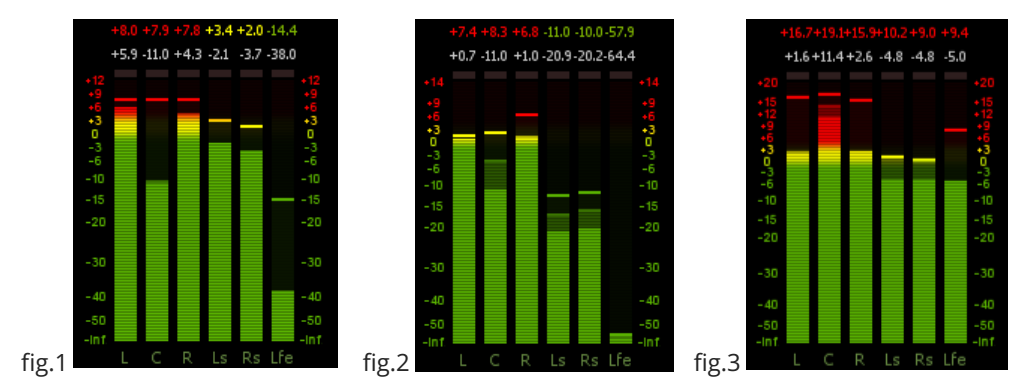 +8.0 +7.9 +7.8 +3.4 +2.0 -14.4
+5.9 -11.0 +4.3 -2.1 -3.7 -38.0
+12 +12
+9 +9
+6 +6
+3 +3
0 0
-3 -3
-6 -6
-10 -10
-15 -15
-20 -20
-30 -30
-40 -40
-50 -50
-Inf -Inf
L C R Ls Rs Lfe
fig.1
+7.4 +8.3 +6.8 -11.0 -10.0 -57.9
+0.7 -11.0 +1.0 -20.9 -20.2 -64.4
+14 +14
+9 +9
+6 +6
+3 +3
0 0
-3 -3
-6 -6
-10 -10
-15 -15
-20 -20
-30 -30
-40 -40
-50 -50
-Inf -Inf
L C R Ls Rs Lfe
fig.2
+16.7 +19.1 +15.9 +10.2 +9.0 +9.4
+1.6 +11.4 +2.6 -4.8 -4.8 -5.0
+20 +20
+15 +15
+12 +12
+9 +9
+6 +6
+3 +3
0 0
-3 -3
-6 -6
-10 -10
-15 -15
-20 -20
-30 -30
-40 -40
-50 -50
-Inf -Inf
L C R Ls Rs Lfe
fig.3